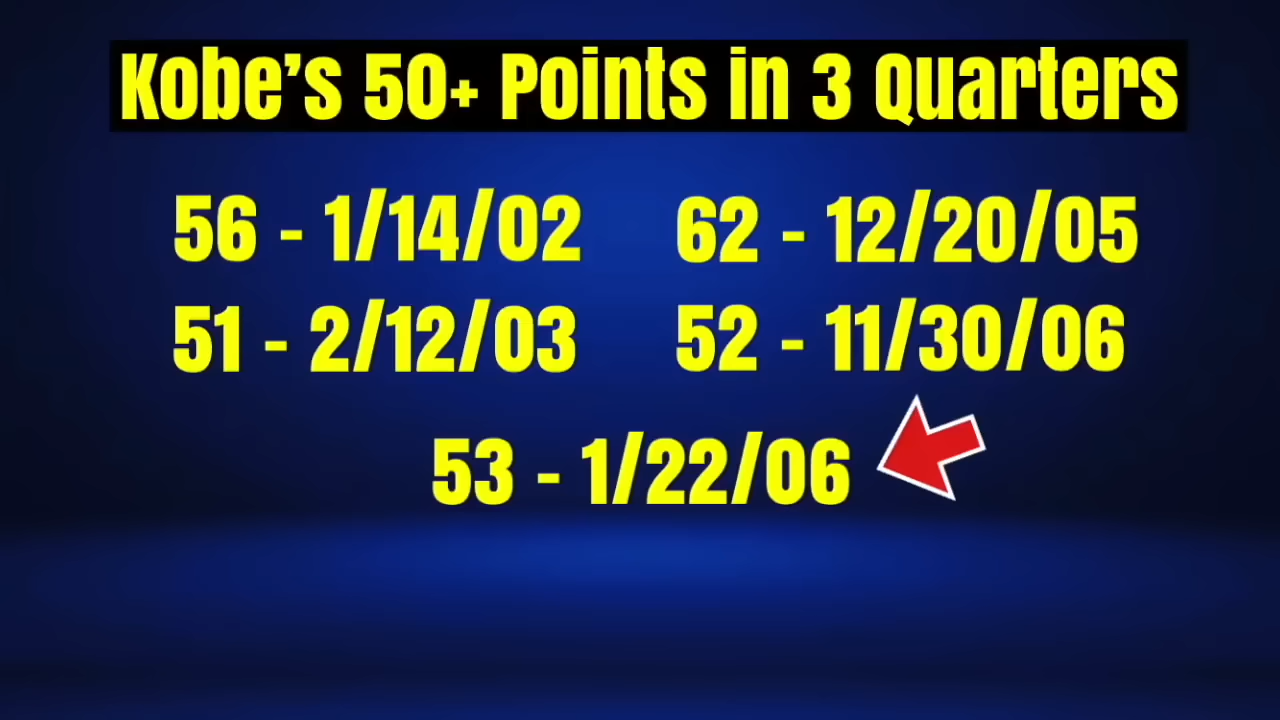 Kobe’s 50+ Points in 3 Quarters
56 - 1/14/02 62 - 12/20/05
51 - 2/12/03 52 - 11/30/06
53 - 1/22/06